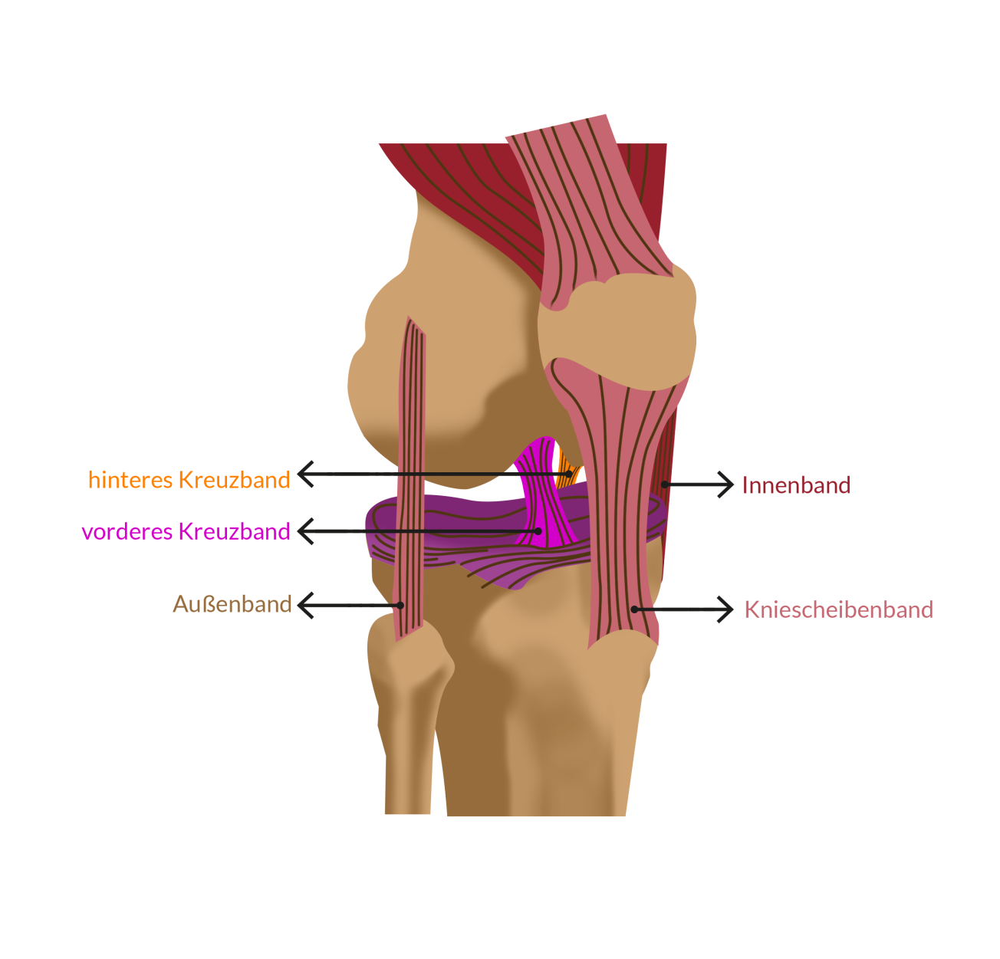 hinteres Kreuzband
Innenband
vorderes Kreuzband
Außenband
Kniescheibenband